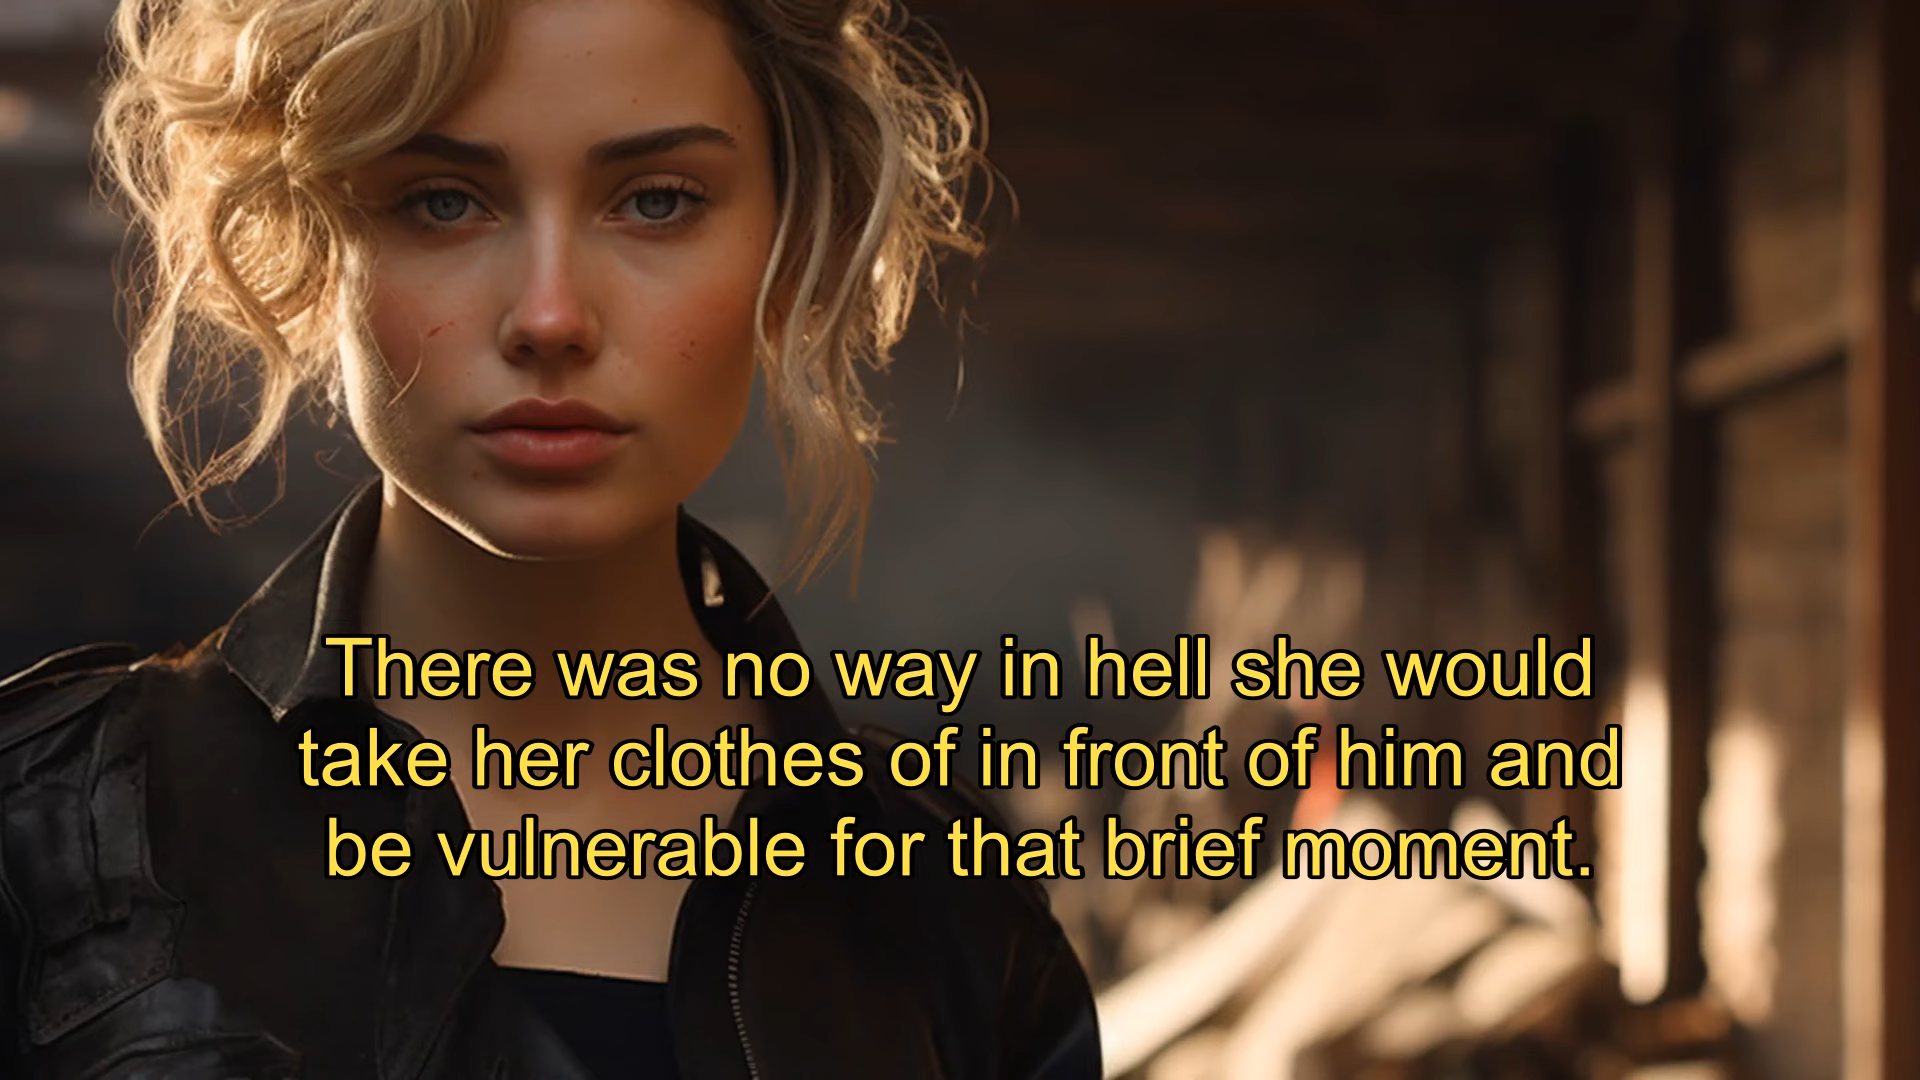 There was no way in hell she would
take her clothes of in front of him and
be vulnerable for that brief moment.